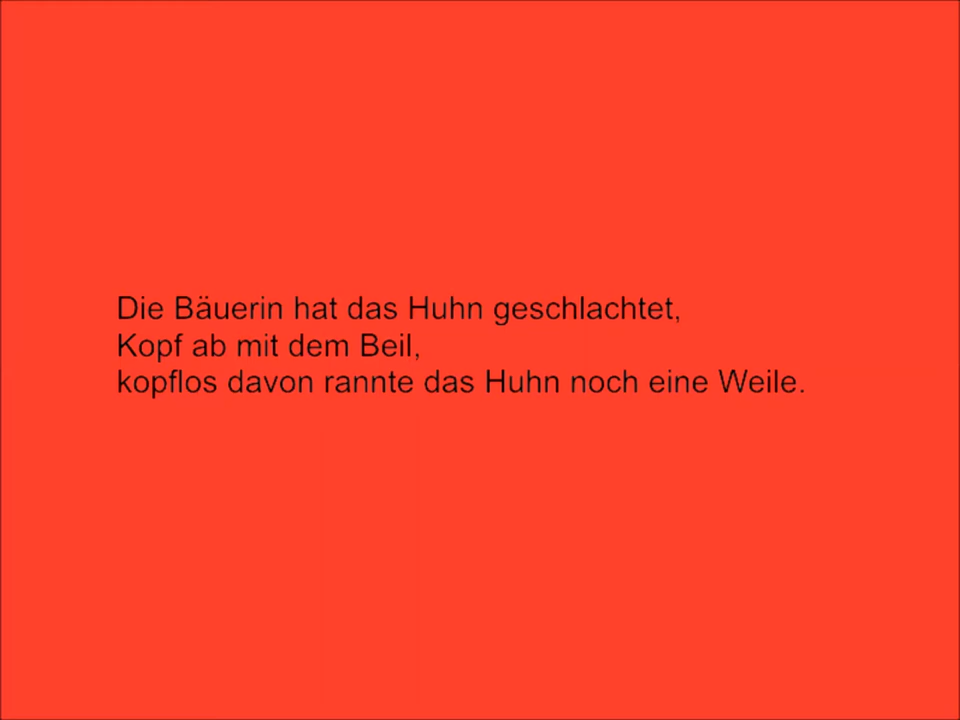 Die Bäuerin hat das Huhn geschlachtet,
Kopf ab mit dem Beil,
kopflos davon rannte das Huhn noch eine Weile.